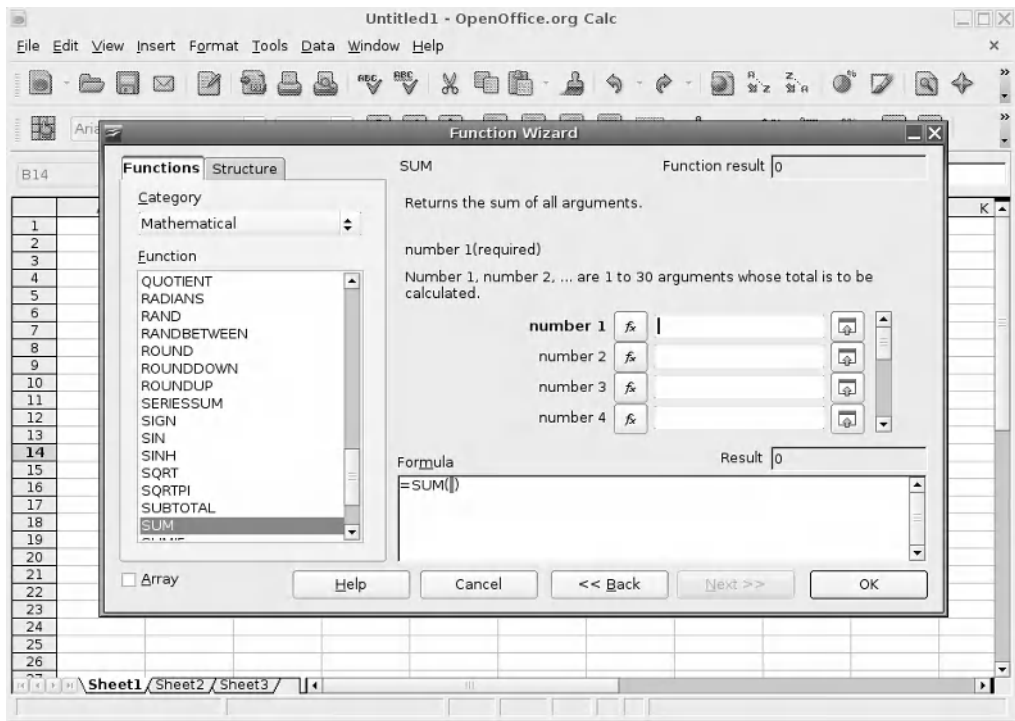 Untitled1 - OpenOffice.org Calc
File Edit View Insert Format Tools Data Window Help
Function Wizard
B14
Functions Structure
SUM
Function result 0
Category
Mathematical
Returns the sum of all arguments.
Function
number 1(required)
Number 1, number 2, ... are 1 to 30 arguments whose total is to be
calculated.
QUOTIENT
RADIANS
RAND
RANDBETWEEN
ROUND
ROUNDDOWN
ROUNDUP
SERIESSUM
SIGN
SIN
SINH
SQRT
SQRTPI
SUBTOTAL
SUM
number 1
number 2
number 3
number 4
Formula
Result 0
=SUM()
Array
Help
Cancel
<< Back
Next >>
OK
K
1
2
3
4
5
6
7
8
9
10
11
12
13
14
15
16
17
18
19
20
21
22
23
24
25
26
Sheet1 Sheet2 Sheet3